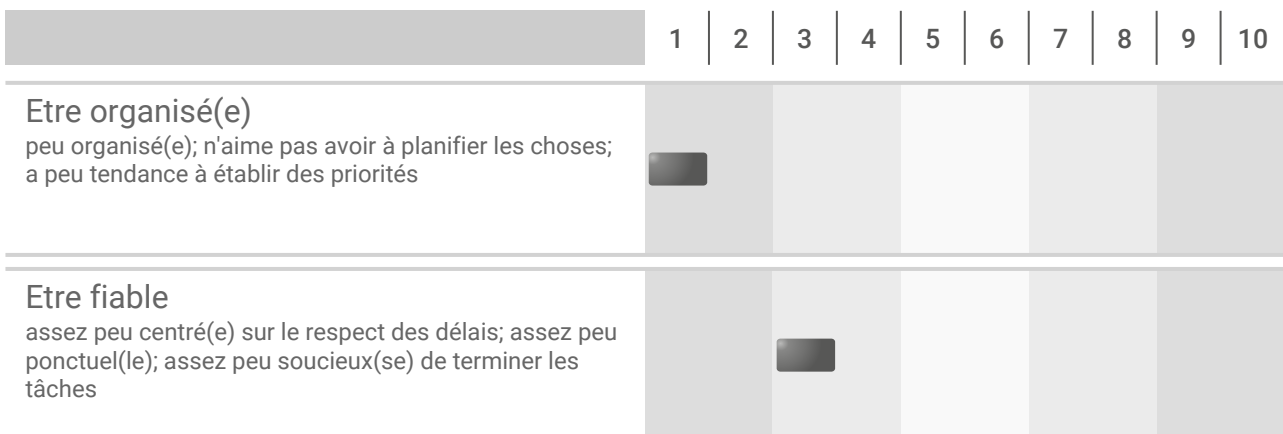 1 2 3 4 5 6 7 8 9 10
Etre organisé(e)
peu organisé(e); n'aime pas avoir à planifier les choses;
a peu tendance à établir des priorités
Etre fiable
assez peu centré(e) sur le respect des délais; assez peu
ponctuel(le); assez peu soucieux(se) de terminer les
tâches